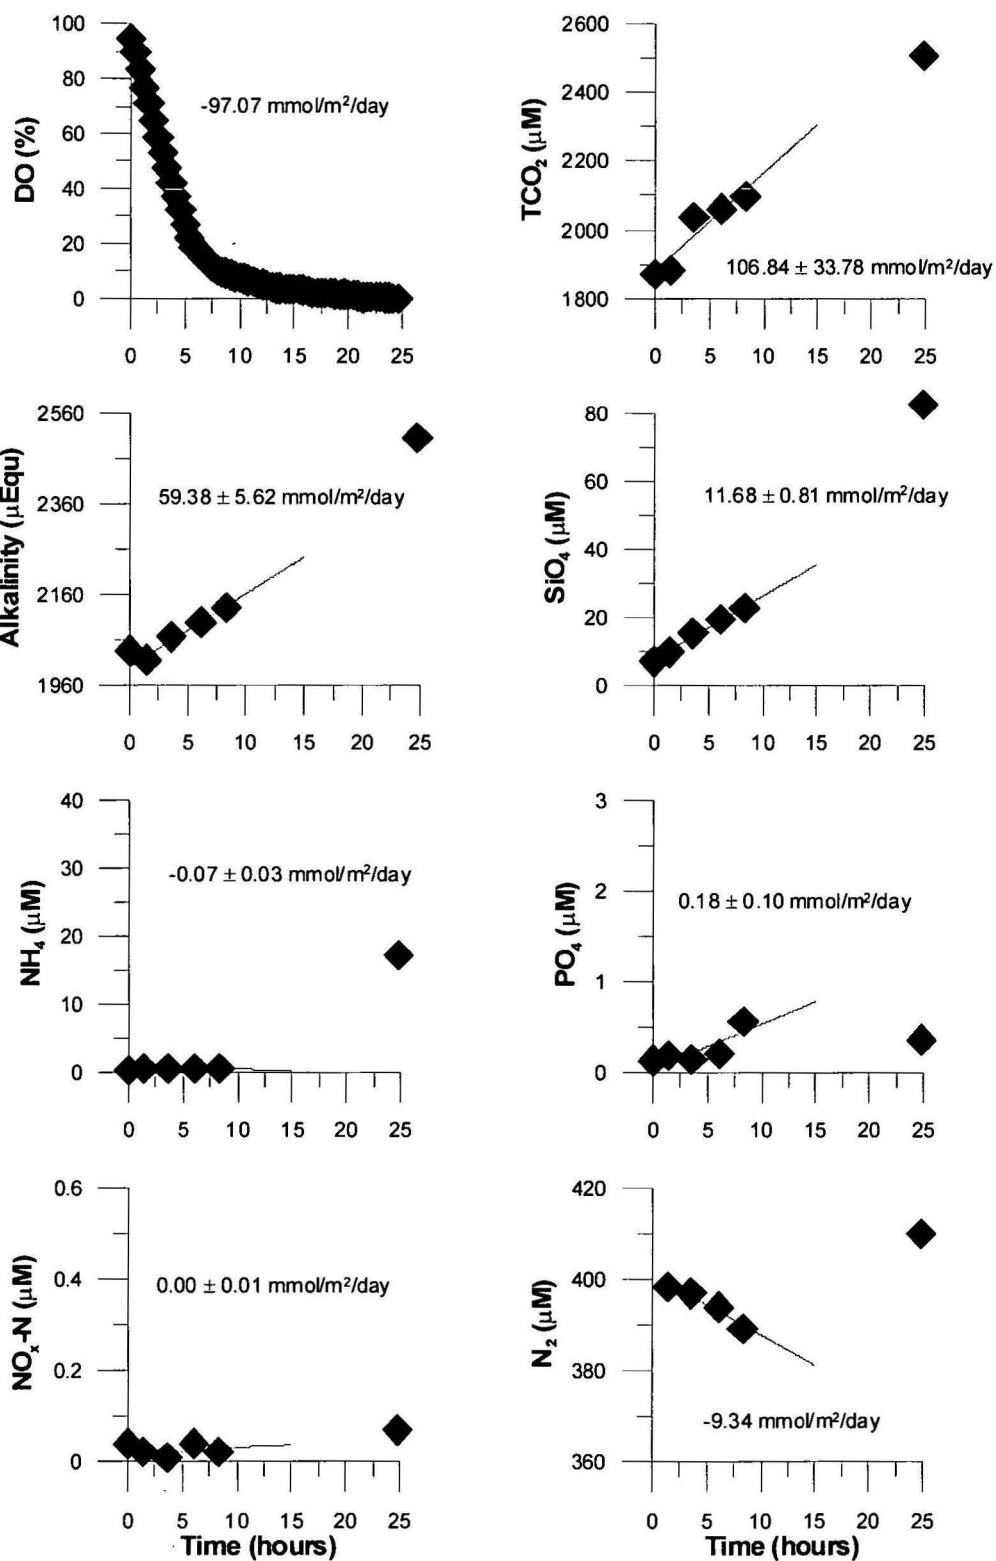 100
80
60
40
20
0
DO (%)
-97.07 mmol/m²/day
0 5 10 15 20 25
2600
2400
2200
2000
1800
TCO₂ (μM)
106.84 ± 33.78 mmol/m²/day
0 5 10 15 20 25
2560
2360
2160
1960
Alkalinity (μEqu)
59.38 ± 5.62 mmol/m²/day
0 5 10 15 20 25
80
60
40
20
0
SiO₄ (μM)
11.68 ± 0.81 mmol/m²/day
0 5 10 15 20 25
40
30
20
10
0
NH₄ (μM)
-0.07 ± 0.03 mmol/m²/day
0 5 10 15 20 25
3
2
1
0
PO₄ (μM)
0.18 ± 0.10 mmol/m²/day
0 5 10 15 20 25
0.6
0.4
0.2
0
NOₓ-N (μM)
0.00 ± 0.01 mmol/m²/day
0 5 10 15 20 25
Time (hours)
420
400
380
360
N₂ (μM)
-9.34 mmol/m²/day
0 5 10 15 20 25
Time (hours)